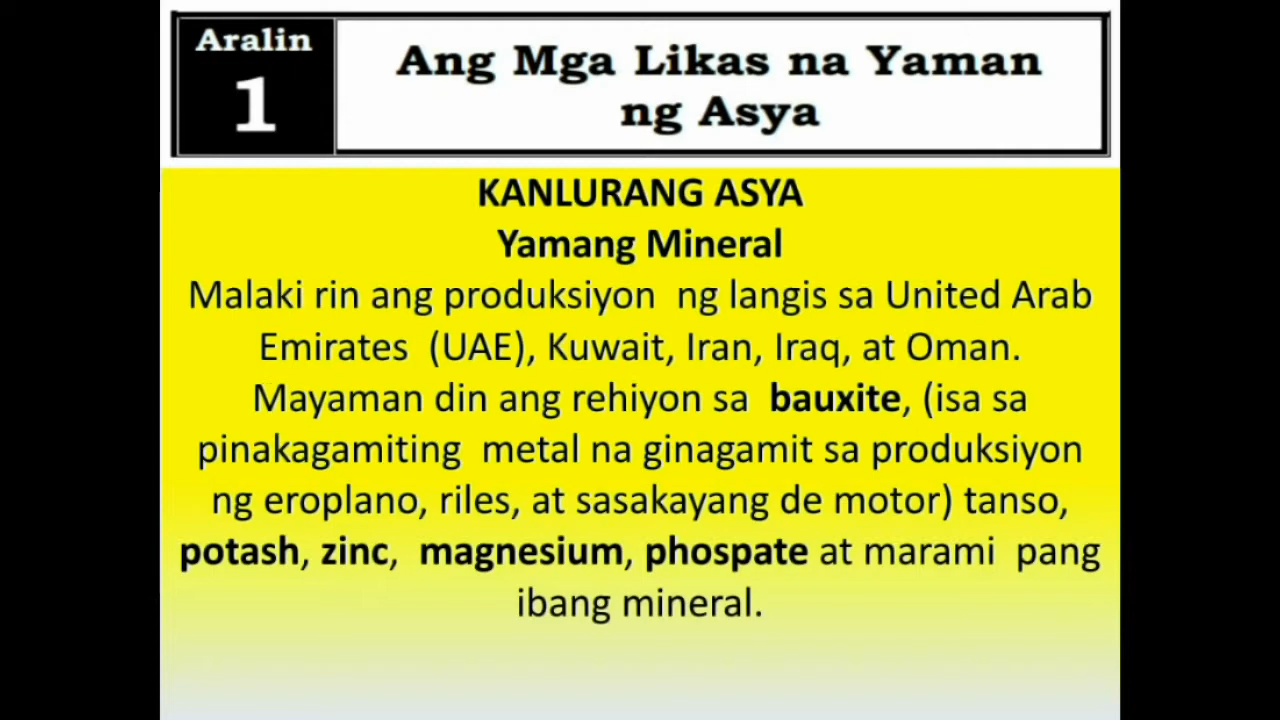 Aralin
1
Ang Mga Likas na Yaman
ng Asya
KANLURANG ASYA
Yamang Mineral
Malaki rin ang produksiyon ng langis sa United Arab
Emirates (UAE), Kuwait, Iran, Iraq, at Oman.
Mayaman din ang rehiyon sa bauxite, (isa sa
pinakagamiting metal na ginagamit sa produksiyon
ng eroplano, riles, at sasakayang de motor) tanso,
potash, zinc, magnesium, phospate at marami pang
ibang mineral.